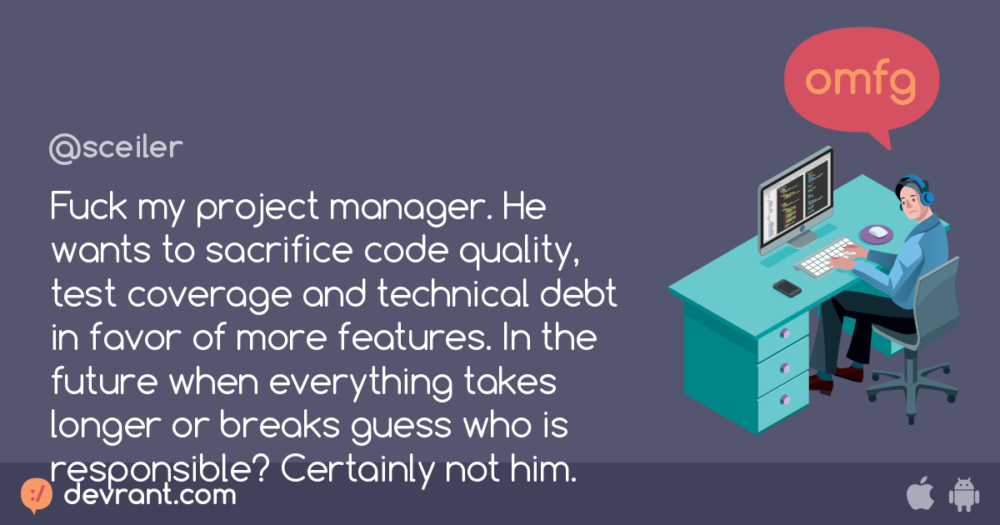 omfg
@sceiler
Fuck my project manager. He
wants to sacrifice code quality,
test coverage and technical debt
in favor of more features. In the
future when everything takes
longer or breaks guess who is
responsible? Certainly not him.
:/
devrant.com